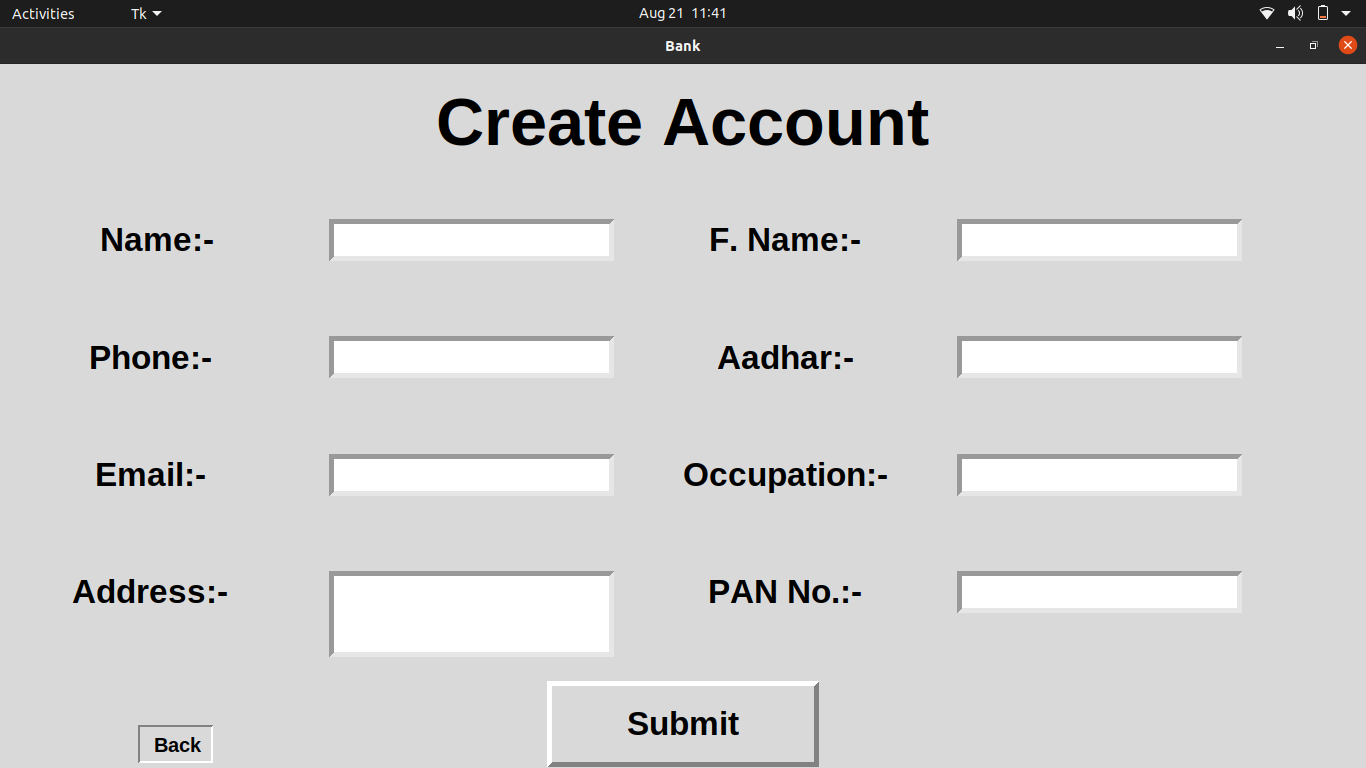 Activities Tk Aug 21 11:41
Bank
Create Account
Name:- F. Name:-
Phone:- Aadhar:-
Email:- Occupation:-
Address:- PAN No.:-
Submit
Back